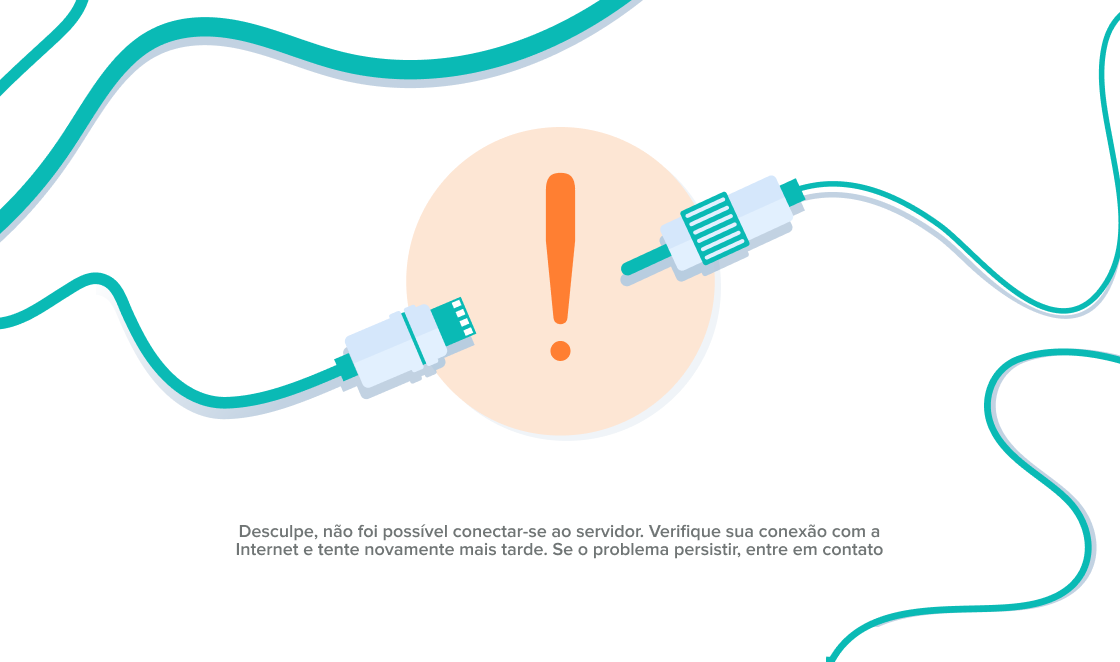 Desculpe, não foi possível conectar-se ao servidor. Verifique sua conexão com a
Internet e tente novamente mais tarde. Se o problema persistir, entre em contato